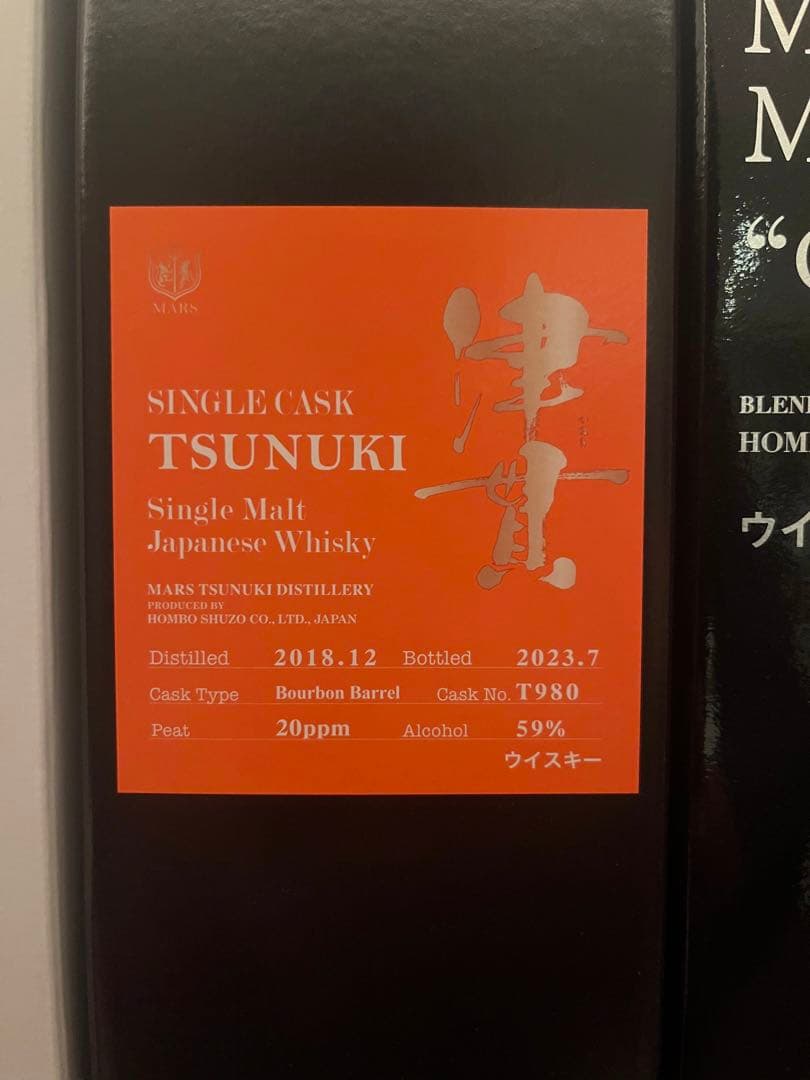 MARS
津貫
SINGLE CASK
TSUNUKI
Single Malt
Japanese Whisky
MARS TSUNUKI DISTILLERY
PRODUCED BY
HOMBO SHUZO CO., LTD., JAPAN
Distilled 2018.12 Bottled 2023.7
Cask Type Bourbon Barrel Cask No. T980
Peat 20ppm Alcohol 59%
ウイスキー
M
M
“
BLEN
HOM
ウイ